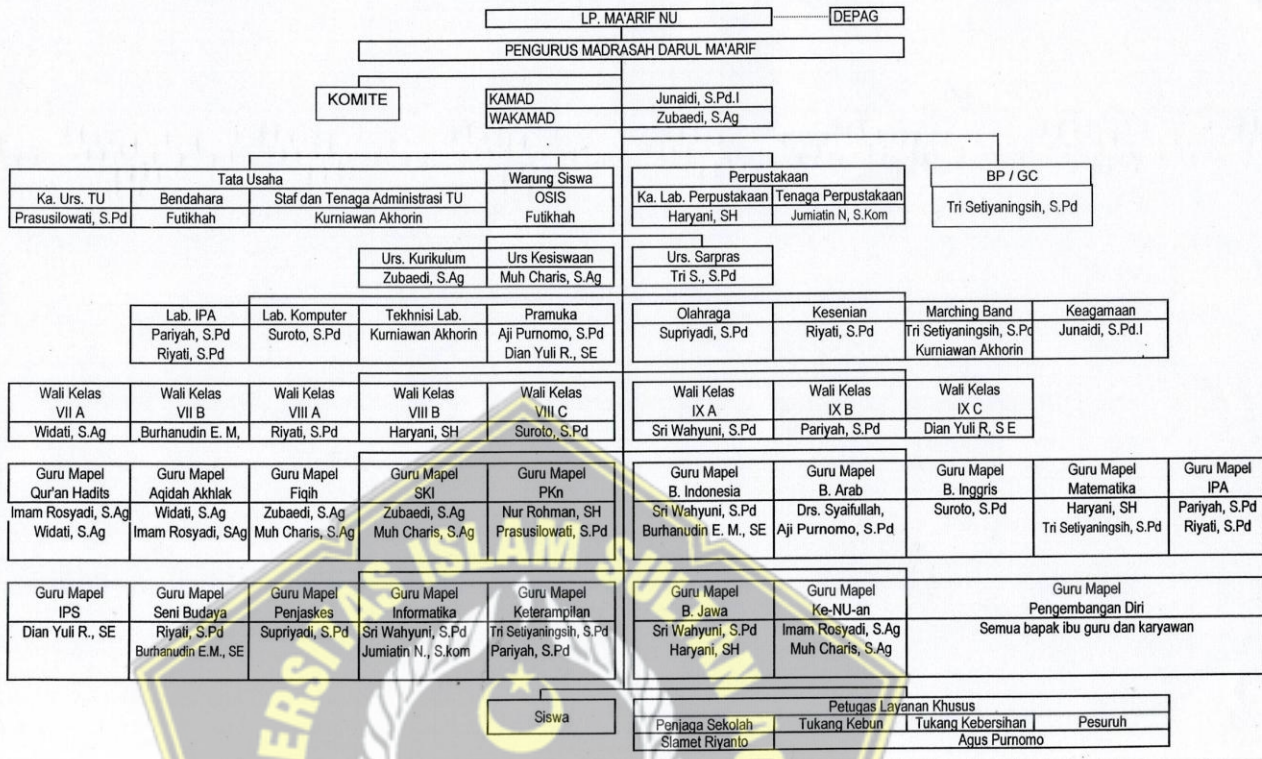 LP. MA'ARIF NU
DEPAG
PENGURUS MADRASAH DARUL MA'ARIF
KOMITE
KAMAD Junaidi, S.Pd.I
WAKAMAD Zubaedi, S.Ag
Tata Usaha
Ka. Urs. TU Bendahara Staf dan Tenaga Administrasi TU
Prasusilowati, S.Pd Futikhah Kurniawan Akhorin
Warung Siswa
OSIS
Futikhah
Perpustakaan
Ka. Lab. Perpustakaan Tenaga Perpustakaan
Haryani, SH Jumiatin N, S.Kom
BP / GC
Tri Setiyaningsih, S.Pd
Urs. Kurikulum Urs Kesiswaan Urs. Sarpras
Zubaedi, S.Ag Muh Charis, S.Ag Tri S., S.Pd
Lab. IPA Lab. Komputer Tekhnisi Lab. Pramuka Olahraga Kesenian Marching Band Keagamaan
Pariyah, S.Pd Suroto, S.Pd Kurniawan Akhorin Aji Purnomo, S.Pd Supriyadi, S.Pd Riyati, S.Pd Tri Setiyaningsih, S.Pd Junaidi, S.Pd.I
Riyati, S.Pd Dian Yuli R., SE Kurniawan Akhorin
Wali Kelas Wali Kelas Wali Kelas Wali Kelas Wali Kelas Wali Kelas Wali Kelas Wali Kelas
VII A VII B VIII A VIII B VIII C IX A IX B IX C
Widati, S.Ag Burhanudin E. M, Riyati, S.Pd Haryani, SH Suroto, S.Pd Sri Wahyuni, S.Pd Pariyah, S.Pd Dian Yuli R, S E
Guru Mapel Guru Mapel Guru Mapel Guru Mapel Guru Mapel Guru Mapel Guru Mapel Guru Mapel Guru Mapel Guru Mapel
Qur'an Hadits Aqidah Akhlak Fiqih SKI PKn B. Indonesia B. Arab B. Inggris Matematika IPA
Imam Rosyadi, S.Ag Widati, S.Ag Zubaedi, S.Ag Zubaedi, S.Ag Nur Rohman, SH Sri Wahyuni, S.Pd Drs. Syaifullah, Suroto, S.Pd Haryani, SH Pariyah, S.Pd
Widati, S.Ag Imam Rosyadi, SAg Muh Charis, S.Ag Muh Charis, S.Ag Prasusilowati, S.Pd Burhanudin E. M., SE Aji Purnomo, S.Pd Tri Setiyaningsih, S.Pd Riyati, S.Pd
Guru Mapel Guru Mapel Guru Mapel Guru Mapel Guru Mapel Guru Mapel Guru Mapel Guru Mapel
IPS Seni Budaya Penjaskes Informatika Keterampilan B. Jawa Ke-NU-an Pengembangan Diri
Dian Yuli R., SE Riyati, S.Pd Supriyadi, S.Pd Sri Wahyuni, S.Pd Tri Setiyaningsih, S.Pd Sri Wahyuni, S.Pd Imam Rosyadi, S.Ag Semua bapak ibu guru dan karyawan
Burhanudin E.M., SE Jumiatin N., S.kom Pariyah, S.Pd Haryani, SH Muh Charis, S.Ag
Siswa
Petugas Layanan Khusus
Penjaga Sekolah Tukang Kebun Tukang Kebersihan Pesuruh
Slamet Riyanto Agus Purnomo